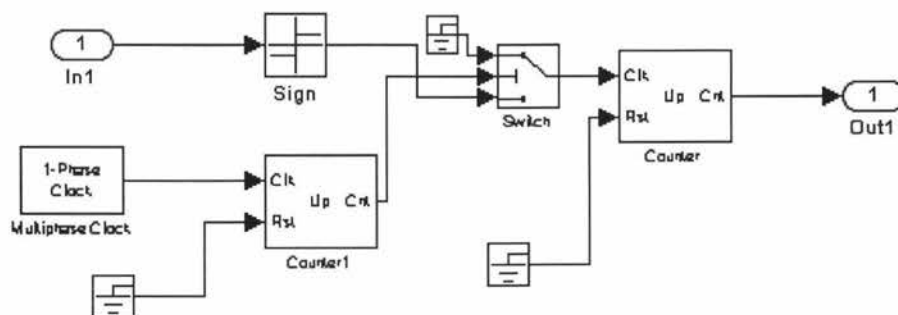 1
In1
Sign
Switch
Clk
Up
Cnt
Rst
Counter
1
Out1
1-Phase
Clock
Multiphase Clock
Clk
Up
Cnt
Rst
Counter1